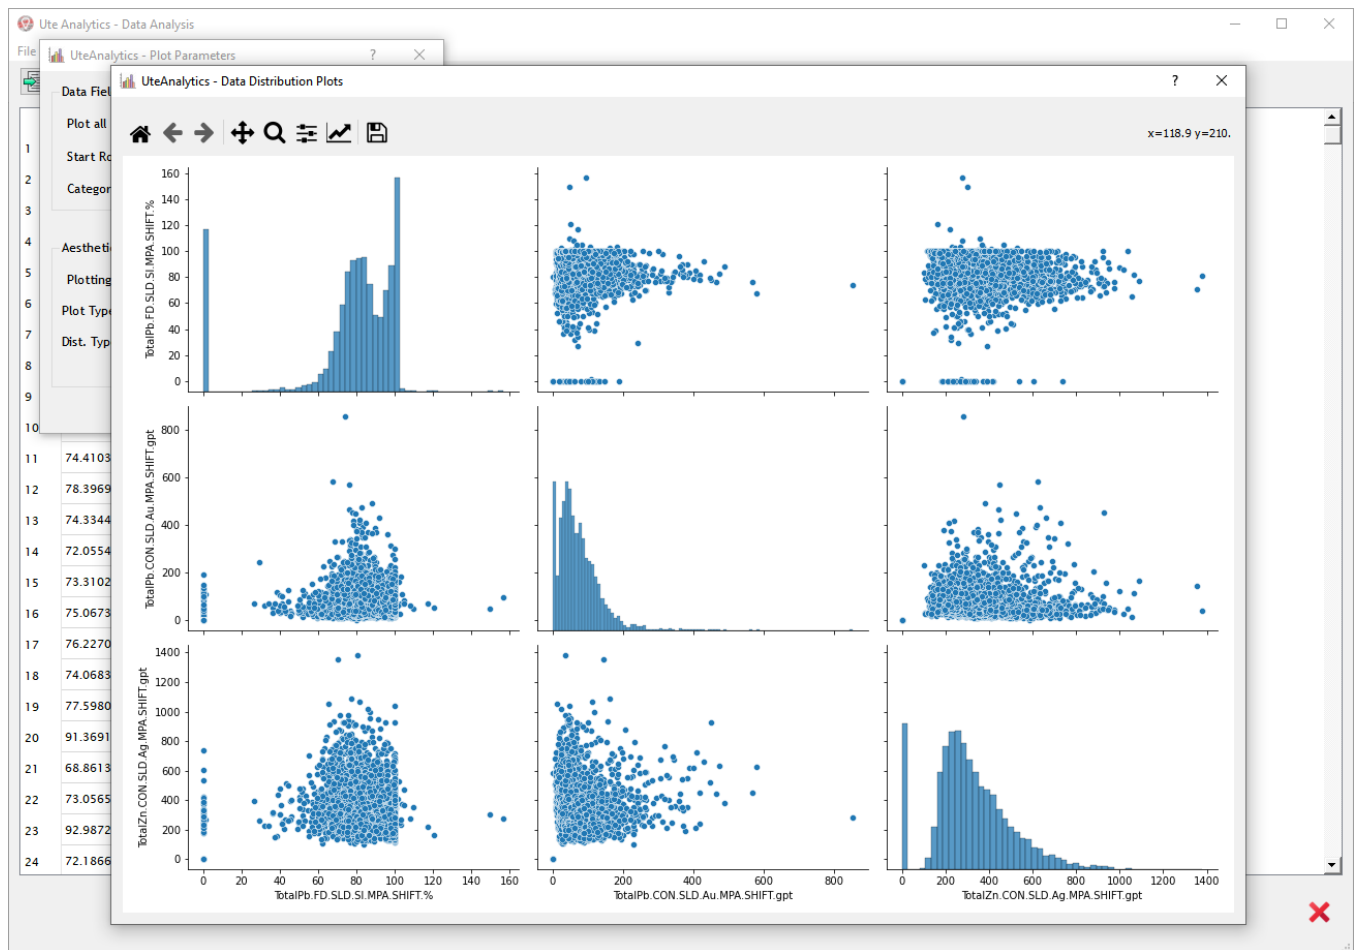 Ute Analytics - Data Analysis
File
UteAnalytics - Plot Parameters
?
UteAnalytics - Data Distribution Plots
?
Data Fiel
Plot all
Start Ro
Categor
Aestheti
Plotting
Plot Type
Dist. Typ
x=118.9 y=210.
1
2
3
4
5
6
7
8
9
10
11 74.4103
12 78.3969
13 74.3344
14 72.0554
15 73.3102
16 75.0673
17 76.2270
18 74.0683
19 77.5980
20 91.3691
21 68.8613
22 73.0565
23 92.9872
24 72.1866
TotalPb.FD.SLD.SI.MPA.SHIFT.%
160
140
120
100
80
60
40
20
0
TotalPb.CON.SLD.Au.MPA.SHIFT.gpt
800
600
400
200
0
TotalZn.CON.SLD.Ag.MPA.SHIFT.gpt
1400
1200
1000
800
600
400
200
0
0 20 40 60 80 100 120 140 160
TotalPb.FD.SLD.SI.MPA.SHIFT.%
0 200 400 600 800
TotalPb.CON.SLD.Au.MPA.SHIFT.gpt
0 200 400 600 800 1000 1200 1400
TotalZn.CON.SLD.Ag.MPA.SHIFT.gpt